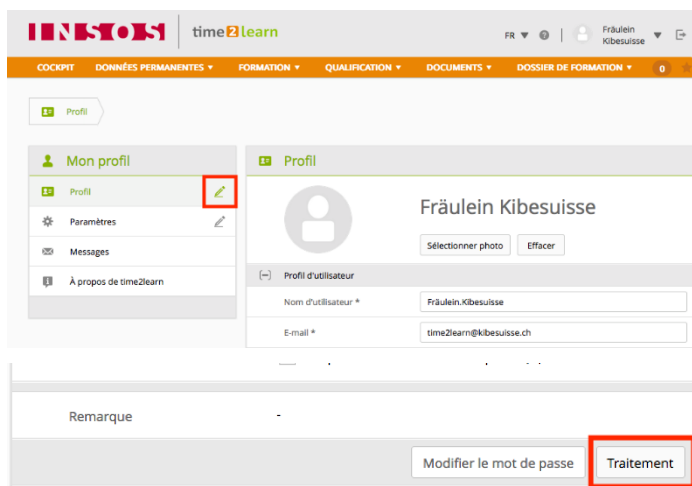 INSOS time2learn FR Fräulein Kibesuisse
COCKPIT DONNÉES PERMANENTES FORMATION QUALIFICATION DOCUMENTS DOSSIER DE FORMATION 0
Profil
Mon profil
Profil
Paramètres
Messages
À propos de time2learn
Profil
Fräulein Kibesuisse
Sélectionner photo Effacer
Profil d'utilisateur
Nom d'utilisateur * Fräulein.Kibesuisse
E-mail * time2learn@kibesuisse.ch
Remarque -
Modifier le mot de passe Traitement